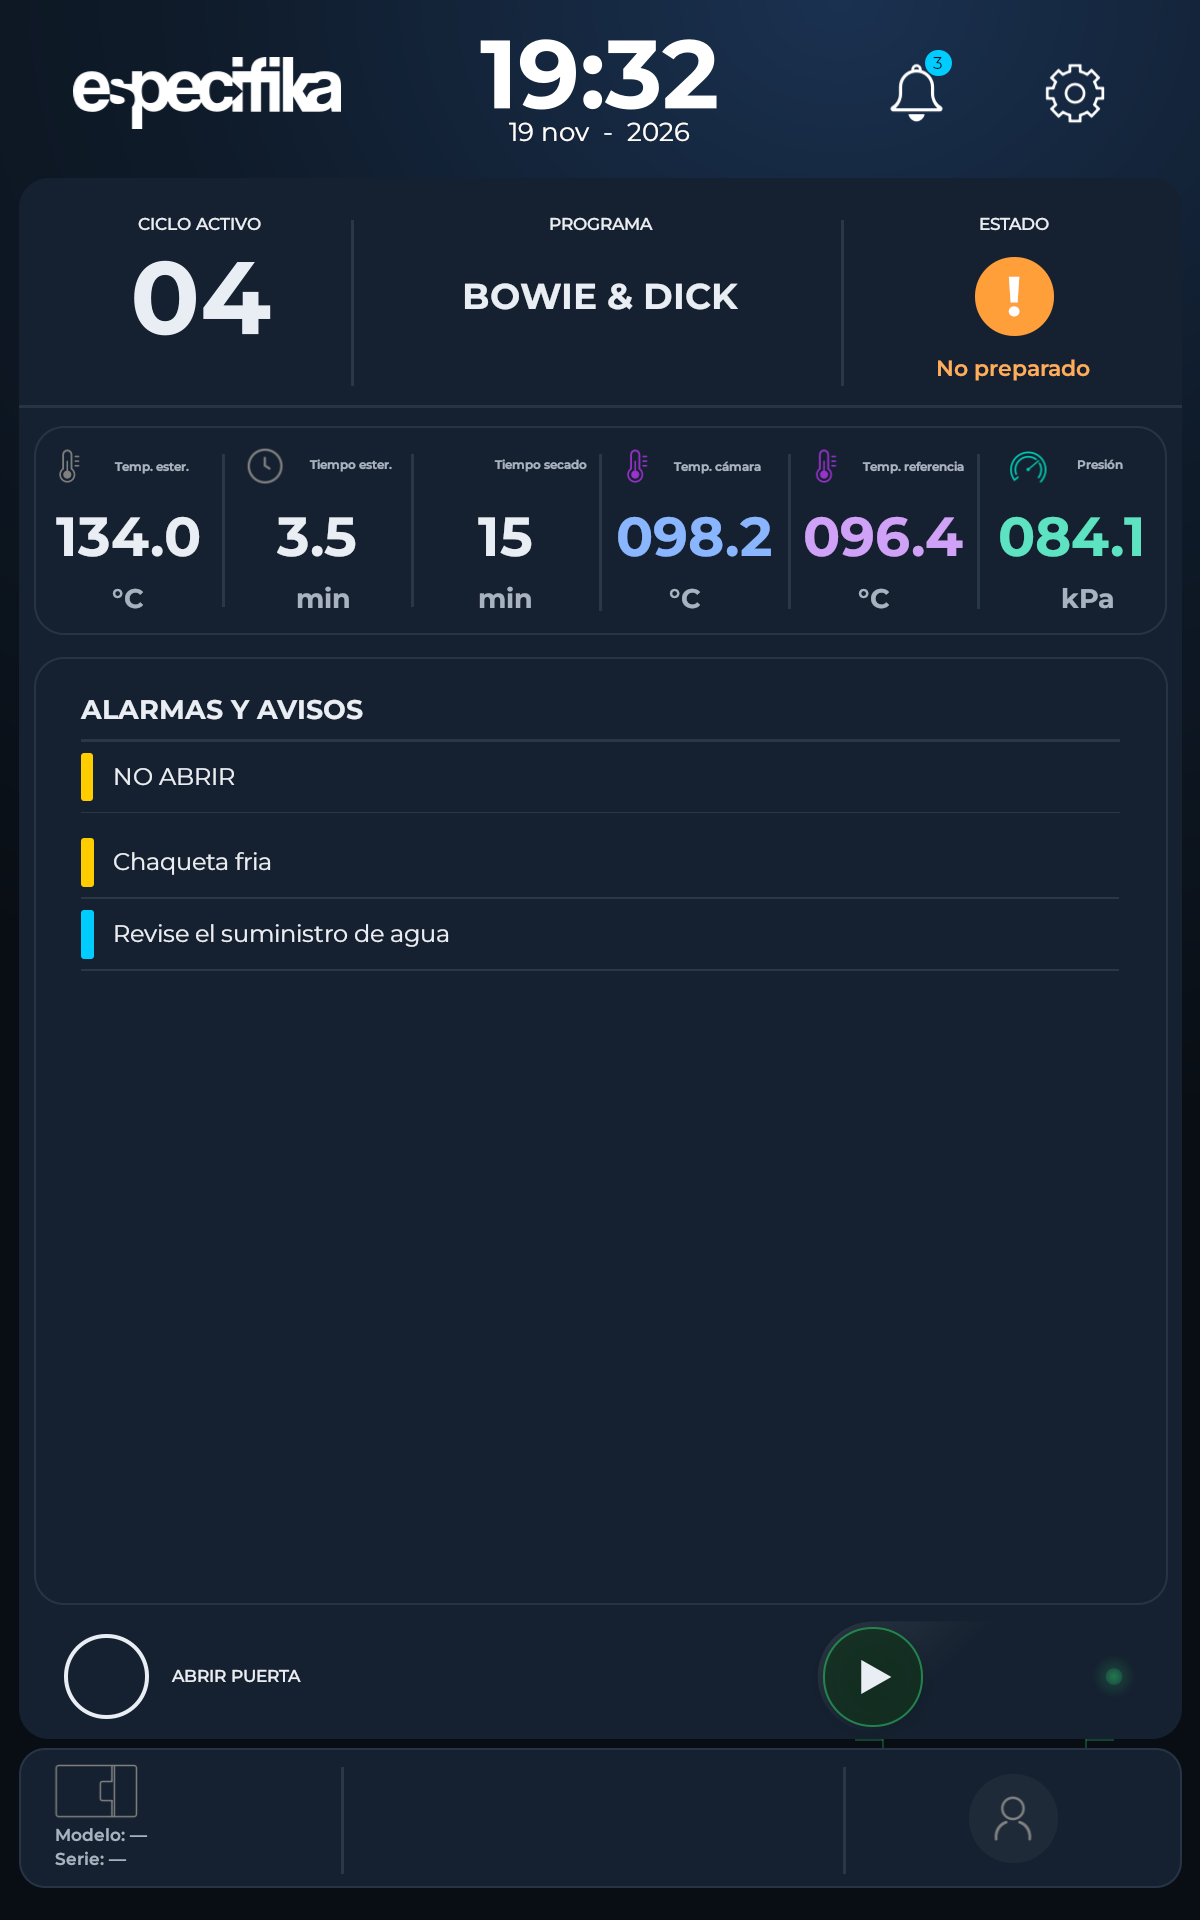 especifika
19:32
3
19 nov - 2026
CICLO ACTIVO
PROGRAMA
ESTADO
04
BOWIE & DICK
!
No preparado
Temp. ester.
Tiempo ester.
Tiempo secado
Temp. cámara
Temp. referencia
Presión
134.0
3.5
15
098.2
096.4
084.1
°C
min
min
°C
°C
kPa
ALARMAS Y AVISOS
NO ABRIR
Chaqueta fria
Revise el suministro de agua
ABRIR PUERTA
Modelo: —
Serie: —